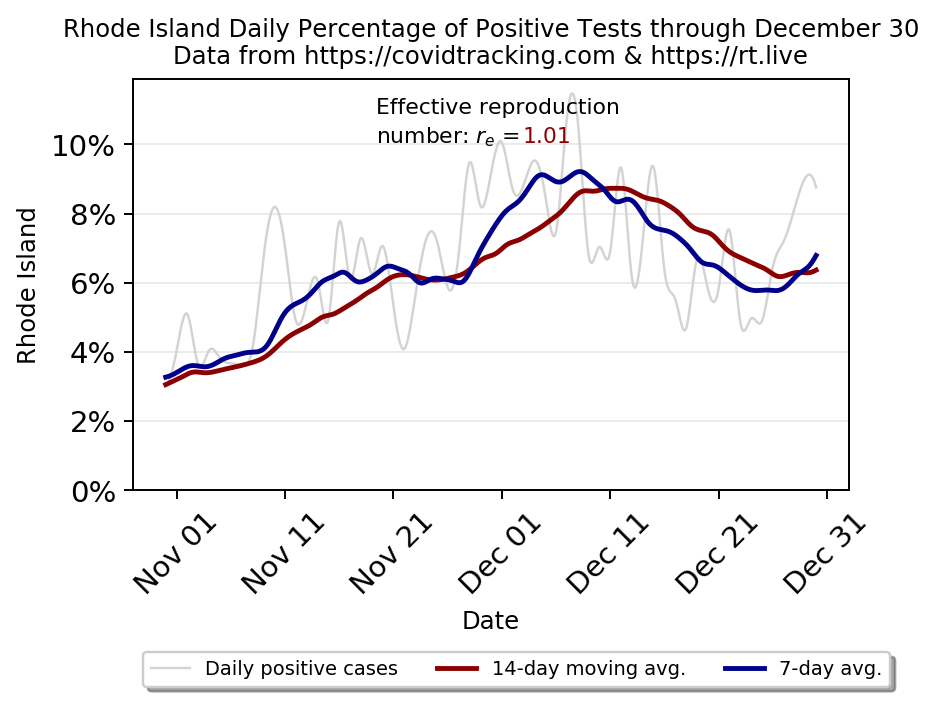 Rhode Island Daily Percentage of Positive Tests through December 30
Data from https://covidtracking.com & https://rt.live
Effective reproduction
number: rₑ =1.01
10%
8%
6%
4%
2%
0%
Rhode Island
Nov 01
Nov 11
Nov 21
Dec 01
Dec 11
Dec 21
Dec 31
Date
Daily positive cases
14-day moving avg.
7-day avg.